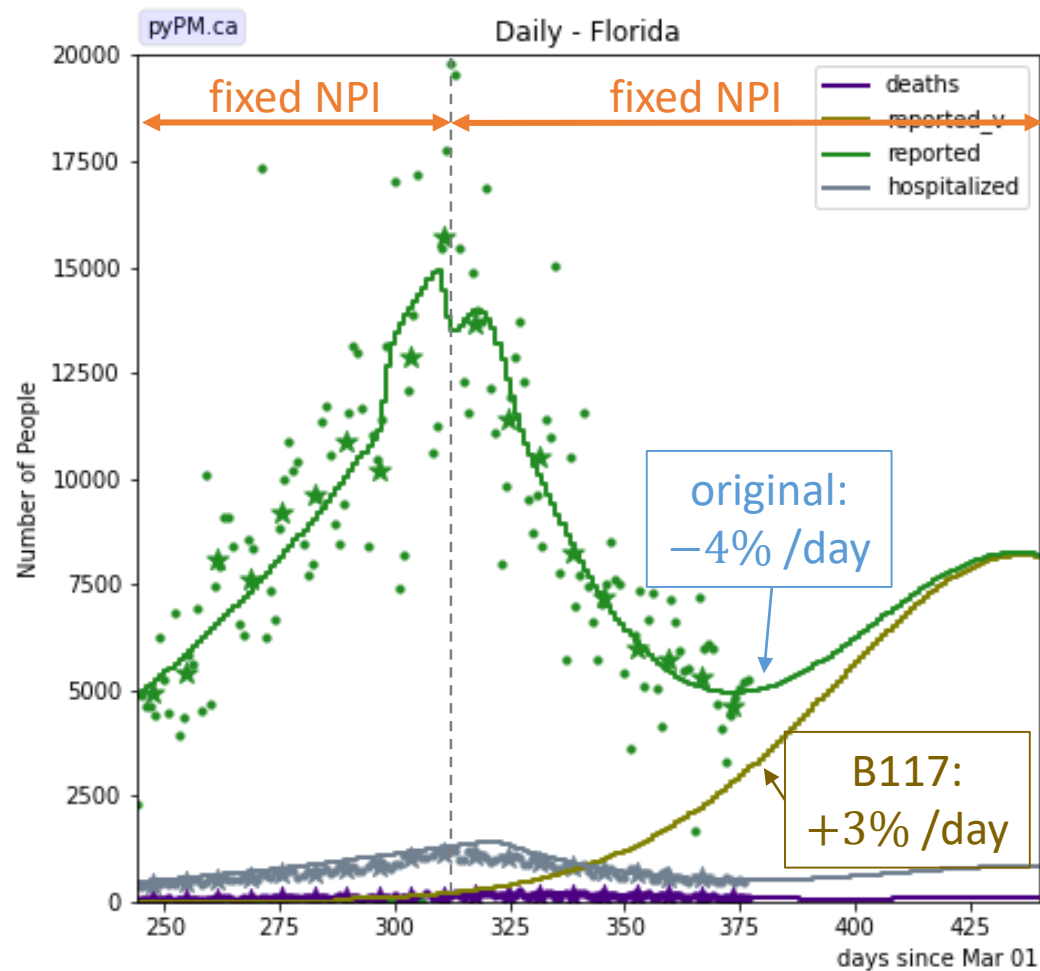 pyPM.ca
Daily - Florida
fixed NPI
fixed NPI
deaths
reported_v
reported
hospitalized
20000
17500
15000
12500
10000
7500
5000
2500
0
Number of People
original:
−4% /day
B117:
+3% /day
250 275 300 325 350 375 400 425
days since Mar 01